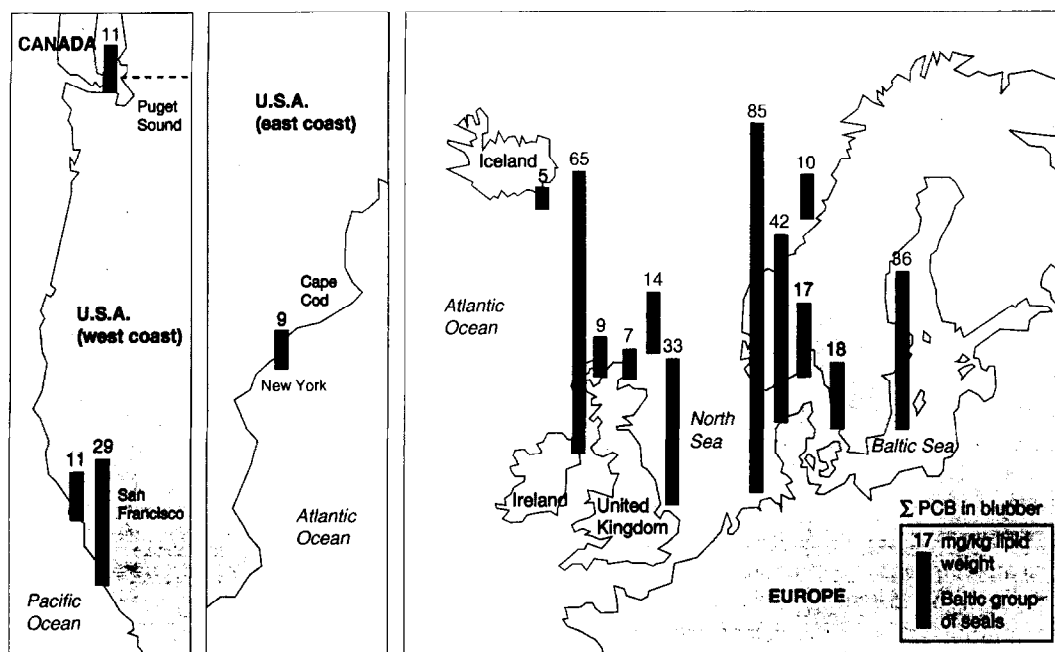 CANADA
11
Puget
Sound
U.S.A.
(west coast)
11
29
San
Francisco
Pacific
Ocean
U.S.A.
(east coast)
Cape
Cod
9
New York
Atlantic
Ocean
Iceland
5
65
85
10
42
Atlantic
Ocean
14
9
7
17
36
33
18
North
Sea
Baltic Sea
Ireland
United
Kingdom
EUROPE
Σ PCB in blubber
17 mg/kg lipid
weight
Baltic group
of seals